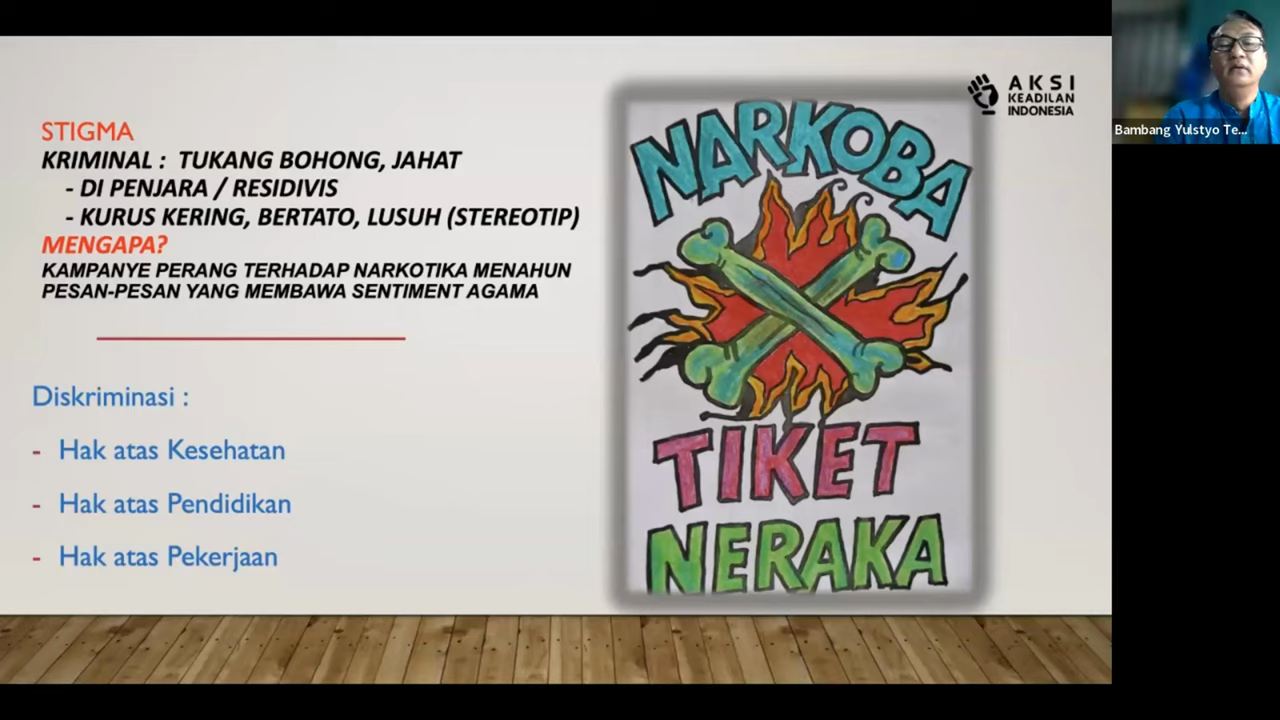 STIGMA
KRIMINAL : TUKANG BOHONG, JAHAT
- DI PENJARA / RESIDIVIS
- KURUS KERING, BERTATO, LUSUH (STEREOTIP)
MENGAPA?
KAMPANYE PERANG TERHADAP NARKOTIKA MENAHUN
PESAN-PESAN YANG MEMBAWA SENTIMENT AGAMA
Diskriminasi :
- Hak atas Kesehatan
- Hak atas Pendidikan
- Hak atas Pekerjaan
NARKOBA
TIKET
NERAKA
AKSI
KEADILAN
INDONESIA
Bambang Yulstyo Te...